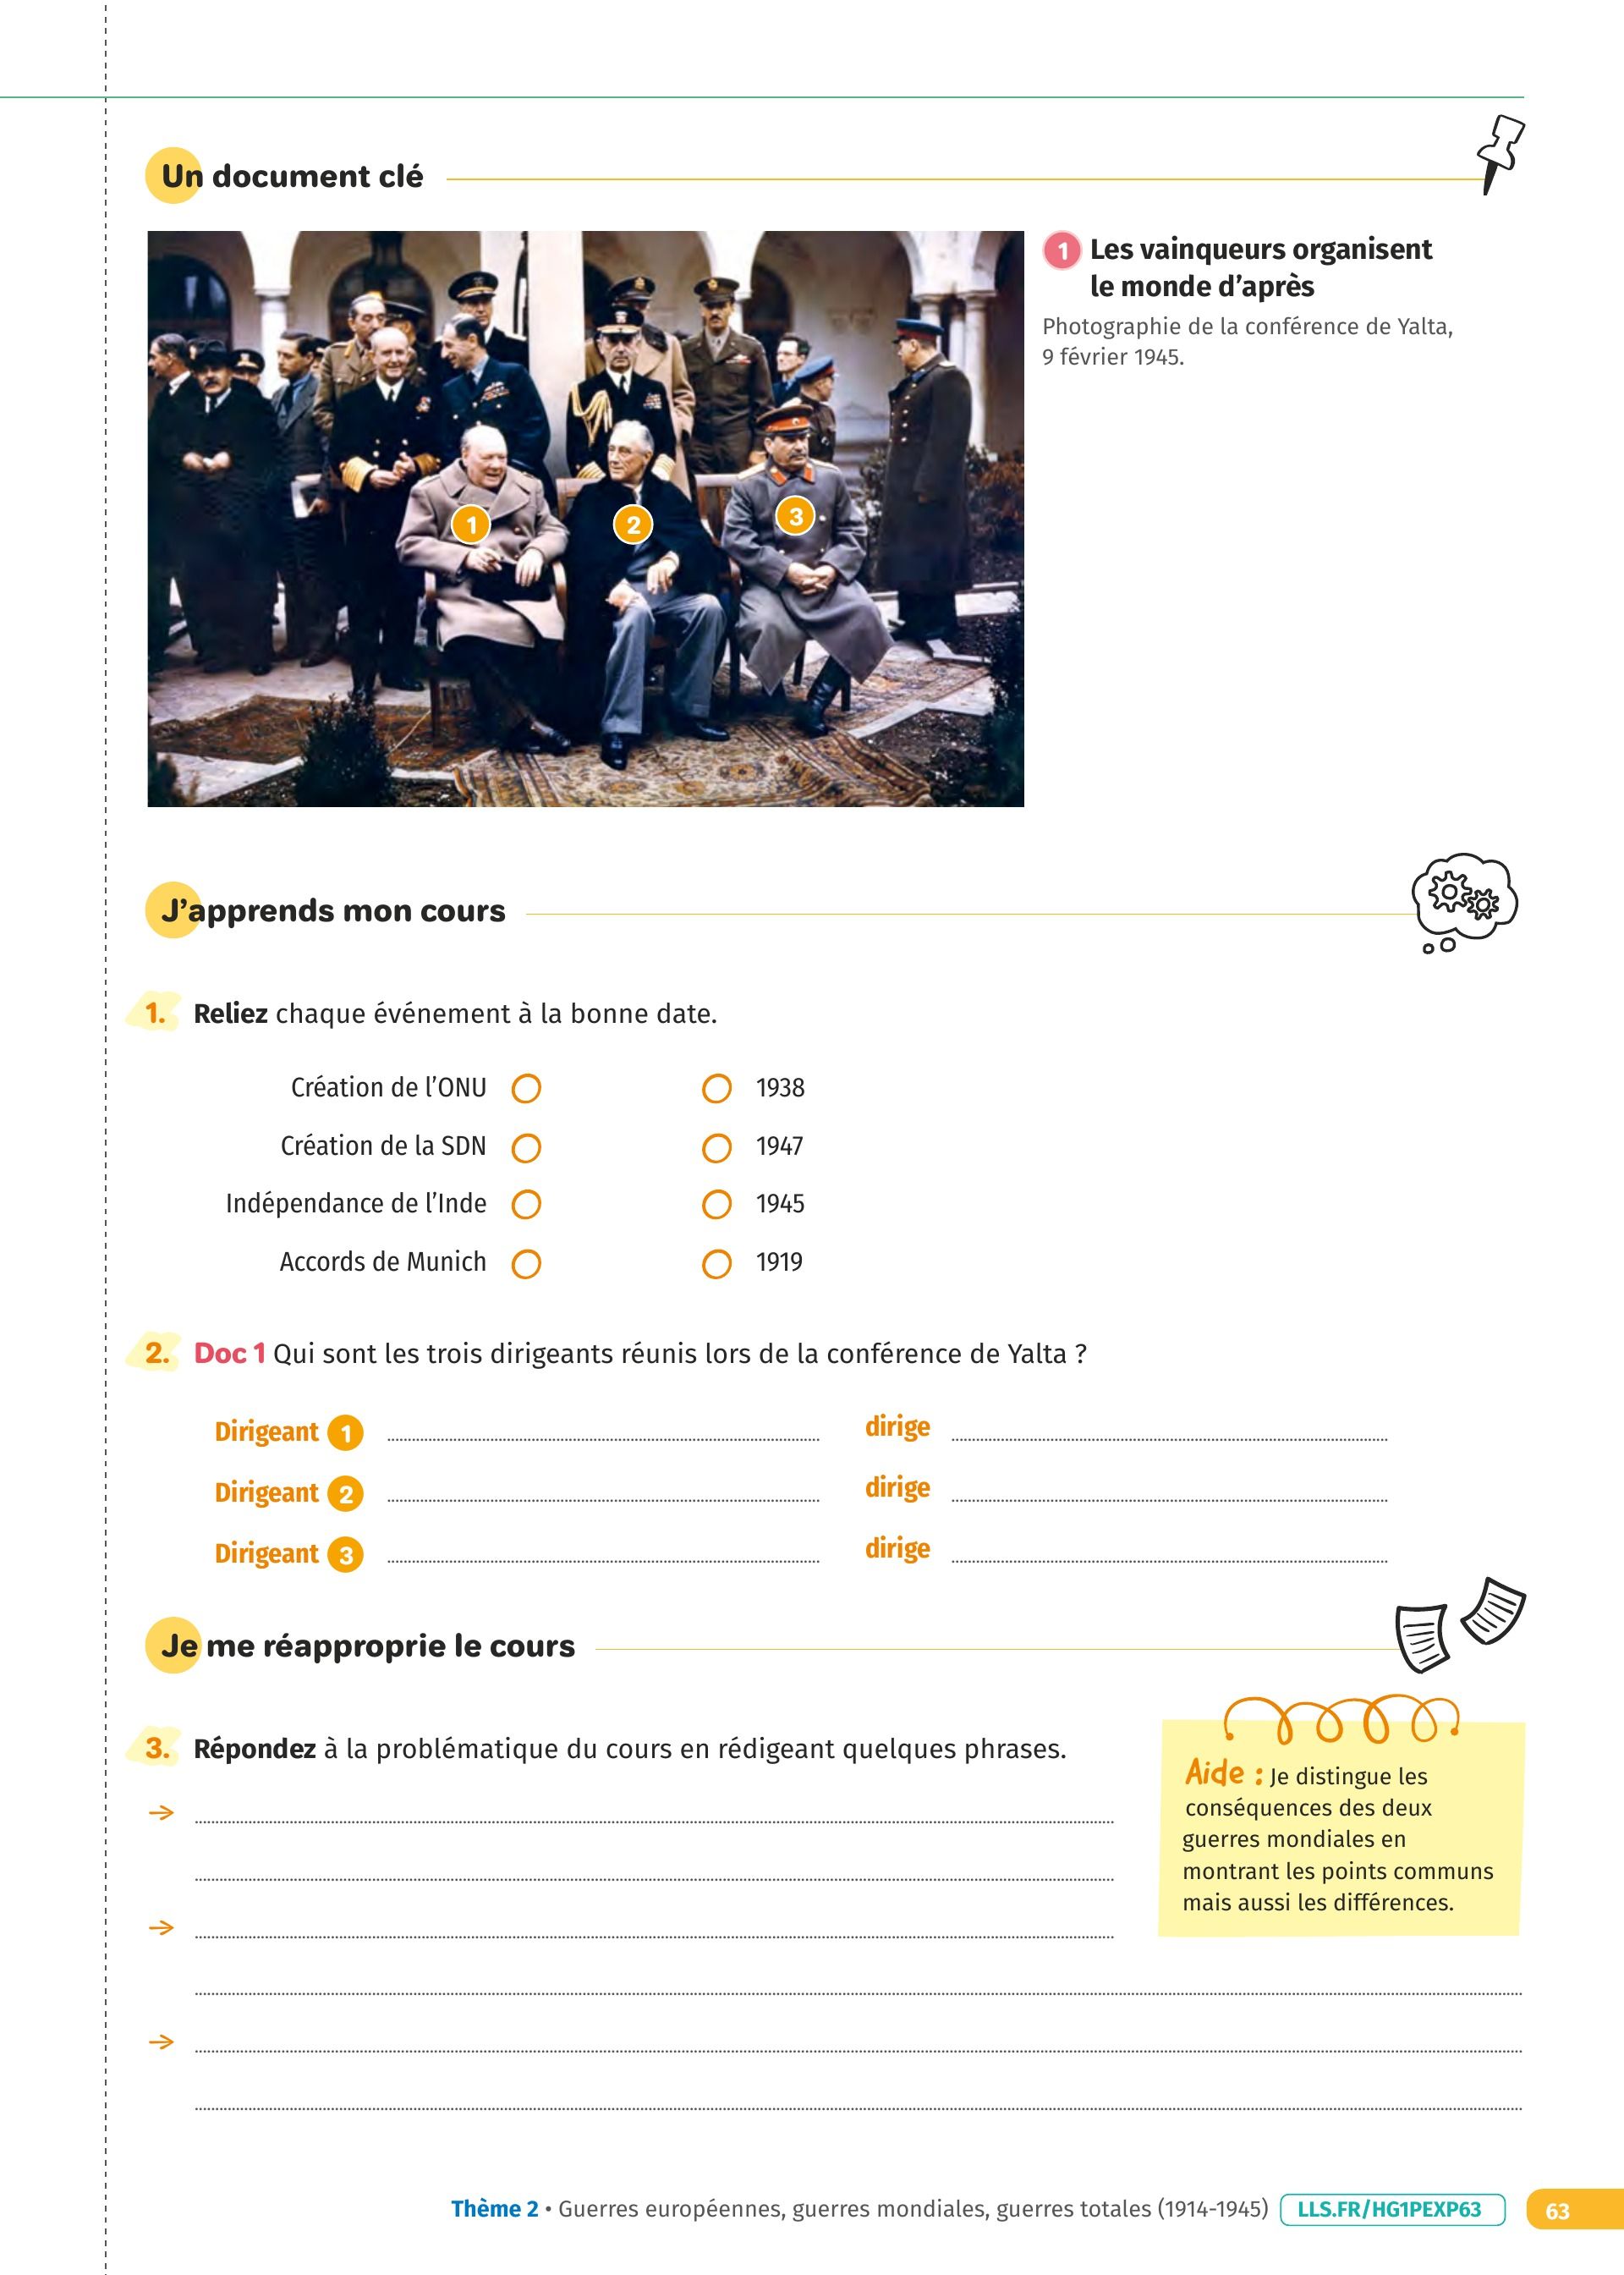 Un document clé
1 Les vainqueurs organisent
le monde d'après
Photographie de la conférence de Yalta,
9 février 1945.
1
2
3
J'apprends mon cours
1. Reliez chaque événement à la bonne date.
Création de l'ONU 1938
Création de la SDN 1947
Indépendance de l'Inde 1945
Accords de Munich 1919
2. Doc 1 Qui sont les trois dirigeants réunis lors de la conférence de Yalta ?
Dirigeant 1 dirige
Dirigeant 2 dirige
Dirigeant 3 dirige
Je me réapproprie le cours
3. Répondez à la problématique du cours en rédigeant quelques phrases.
Aide : Je distingue les
conséquences des deux
guerres mondiales en
montrant les points communs
mais aussi les différences.
Thème 2 • Guerres européennes, guerres mondiales, guerres totales (1914-1945) LLS.FR/HG1PEXP63 63